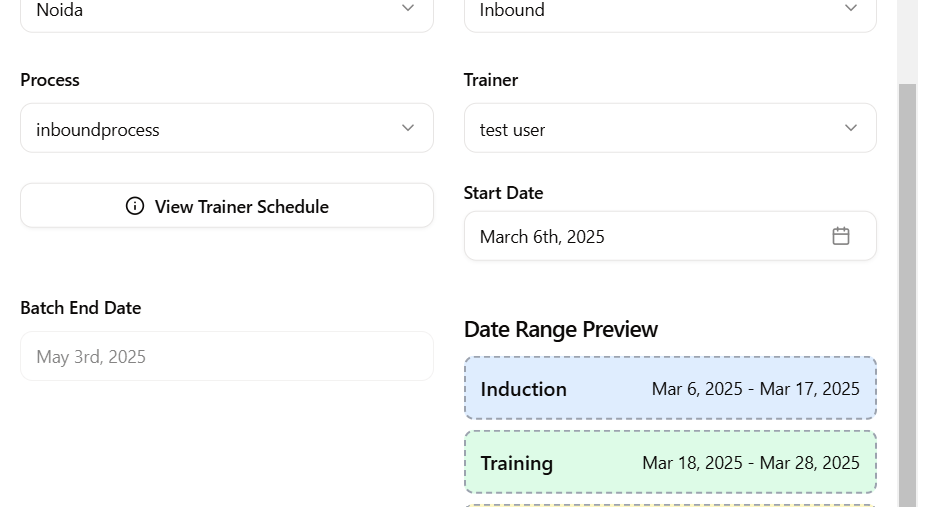 Noida
Inbound
Process
Trainer
inboundprocess
test user
View Trainer Schedule
Start Date
March 6th, 2025
Batch End Date
May 3rd, 2025
Date Range Preview
Induction Mar 6, 2025 - Mar 17, 2025
Training Mar 18, 2025 - Mar 28, 2025